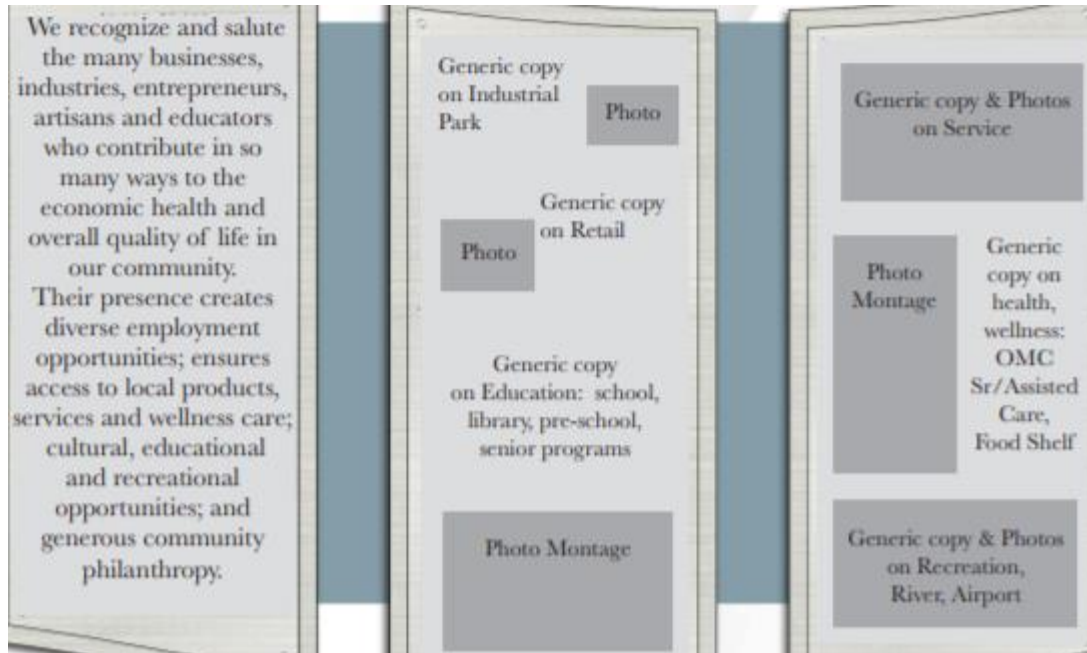 We recognize and salute
the many businesses,
industries, entrepreneurs,
artisans and educators
who contribute in so
many ways to the
economic health and
overall quality of life in
our community.
Their presence creates
diverse employment
opportunities; ensures
access to local products,
services and wellness care;
cultural, educational
and recreational
opportunities; and
generous community
philanthropy.
Generic copy
on Industrial
Park
Photo
Generic copy
on Retail
Photo
Generic copy
on Education: school,
library, pre-school,
senior programs
Photo Montage
Generic copy & Photos
on Service
Photo
Montage
Generic
copy on
health,
wellness:
OMC
Sr/Assisted
Care,
Food Shelf
Generic copy & Photos
on Recreation,
River, Airport